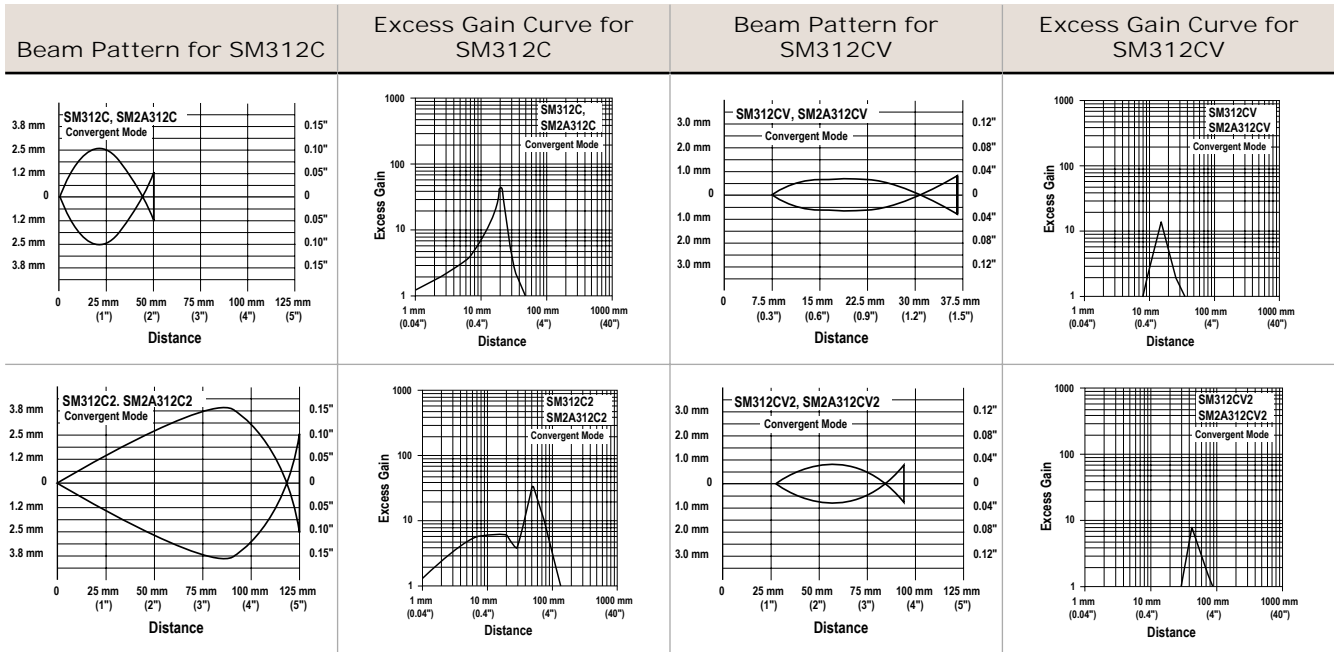 Beam Pattern for SM312C
Excess Gain Curve for
SM312C
Beam Pattern for
SM312CV
Excess Gain Curve for
SM312CV
SM312C, SM2A312C
Convergent Mode
3.8 mm
2.5 mm
1.2 mm
0
1.2 mm
2.5 mm
3.8 mm
0.15"
0.10"
0.05"
0
0.05"
0.10"
0.15"
0 25 mm 50 mm 75 mm 100 mm 125 mm
(1") (2") (3") (4") (5")
Distance
1000
100
10
1
Excess Gain
SM312C,
SM2A312C
Convergent Mode
1 mm 10 mm 100 mm 1000 mm
(0.04") (0.4") (4") (40")
Distance
SM312CV, SM2A312CV
Convergent Mode
3.0 mm
2.0 mm
1.0 mm
0
1.0 mm
2.0 mm
3.0 mm
0.12"
0.08"
0.04"
0
0.04"
0.08"
0.12"
0 7.5 mm 15 mm 22.5 mm 30 mm 37.5 mm
(0.3") (0.6") (0.9") (1.2") (1.5")
Distance
1000
100
10
1
Excess Gain
SM312CV
SM2A312CV
Convergent Mode
1 mm 10 mm 100 mm 1000 mm
(0.04") (0.4") (4") (40")
Distance
SM312C2. SM2A312C2
Convergent Mode
3.8 mm
2.5 mm
1.2 mm
0
1.2 mm
2.5 mm
3.8 mm
0.15"
0.10"
0.05"
0
0.05"
0.10"
0.15"
0 25 mm 50 mm 75 mm 100 mm 125 mm
(1") (2") (3") (4") (5")
Distance
1000
100
10
1
Excess Gain
SM312C2
SM2A312C2
Convergent Mode
1 mm 10 mm 100 mm 1000 mm
(0.04") (0.4") (4") (40")
Distance
SM312CV2, SM2A312CV2
Convergent Mode
3.0 mm
2.0 mm
1.0 mm
0
1.0 mm
2.0 mm
3.0 mm
0.12"
0.08"
0.04"
0
0.04"
0.08"
0.12"
0 25 mm 50 mm 75 mm 100 mm 125 mm
(1") (2") (3") (4") (5")
Distance
1000
100
10
1
Excess Gain
SM312CV2
SM2A312CV2
Convergent Mode
1 mm 10 mm 100 mm 1000 mm
(0.04") (0.4") (4") (40")
Distance